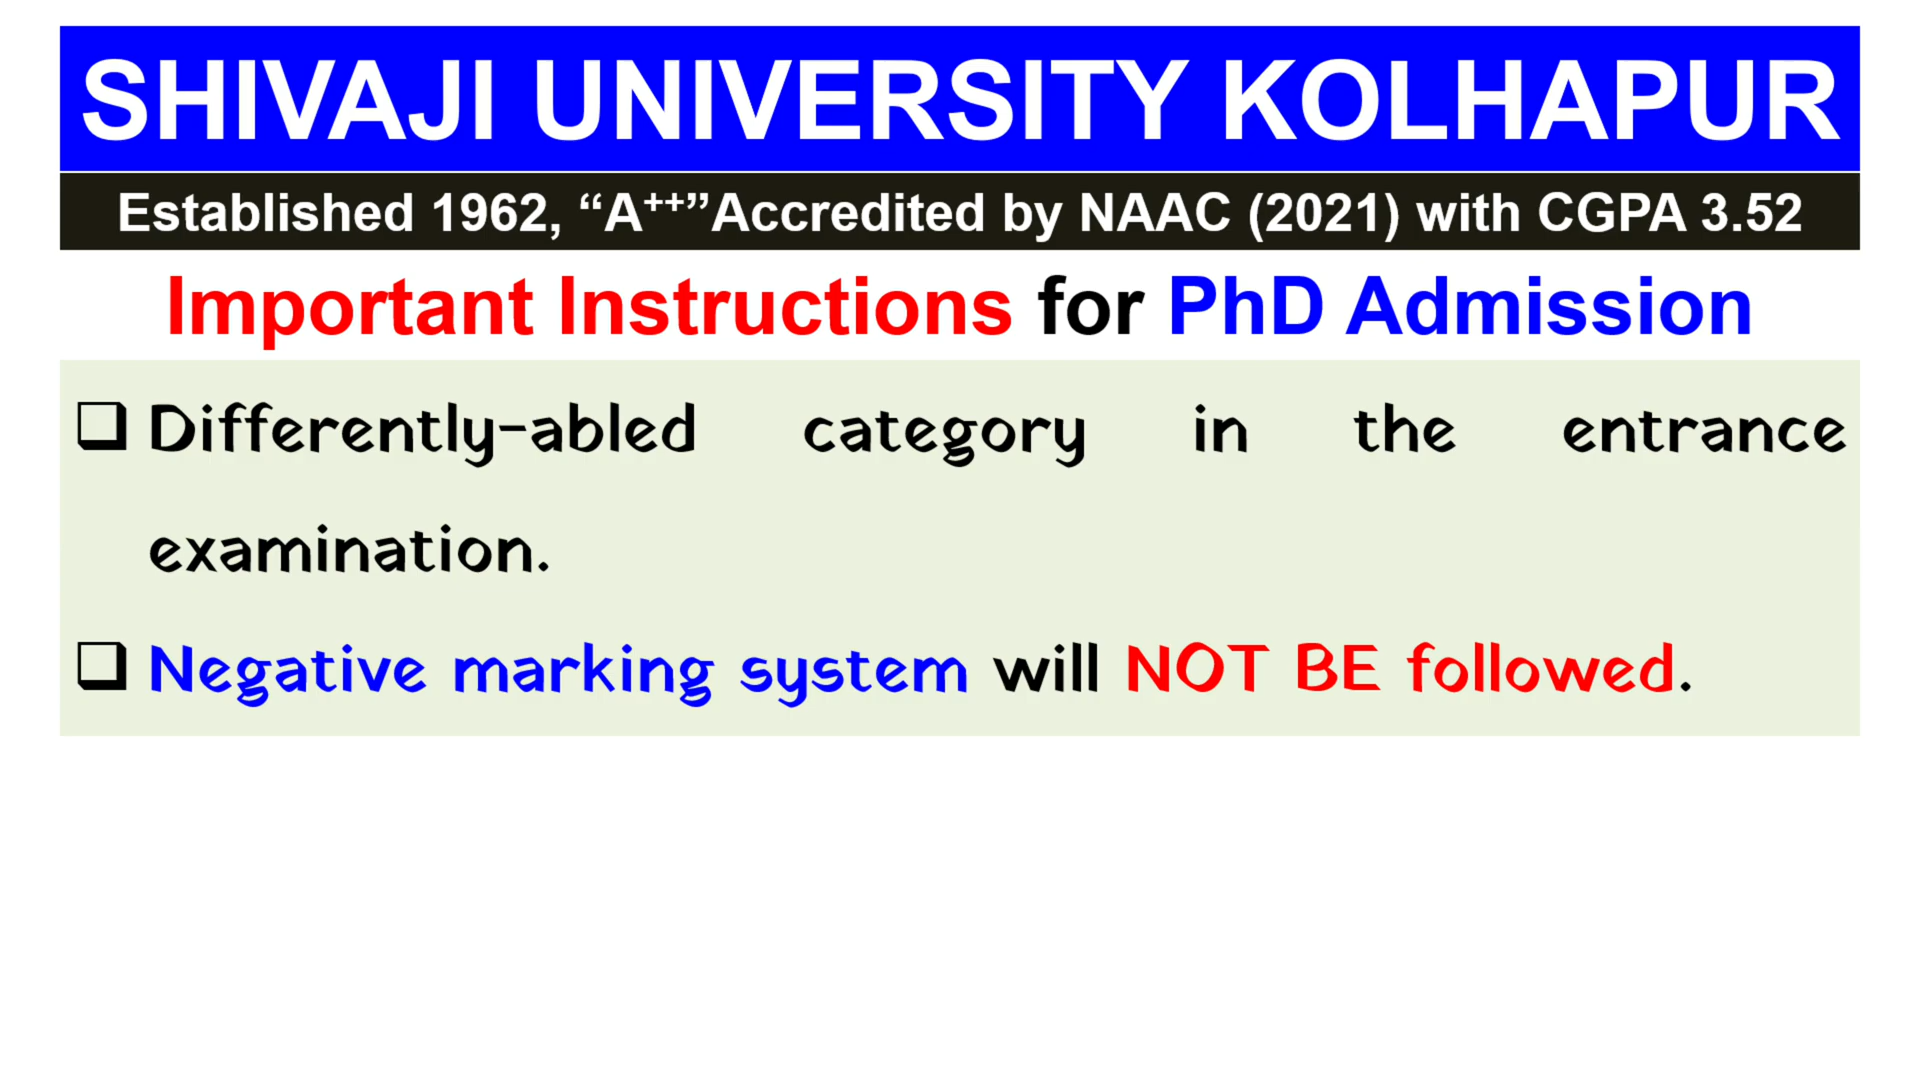 SHIVAJI UNIVERSITY KOLHAPUR
Established 1962, “A⁺⁺”Accredited by NAAC (2021) with CGPA 3.52
Important Instructions for PhD Admission
❑ Differently-abled category in the entrance
examination.
❑ Negative marking system will NOT BE followed.